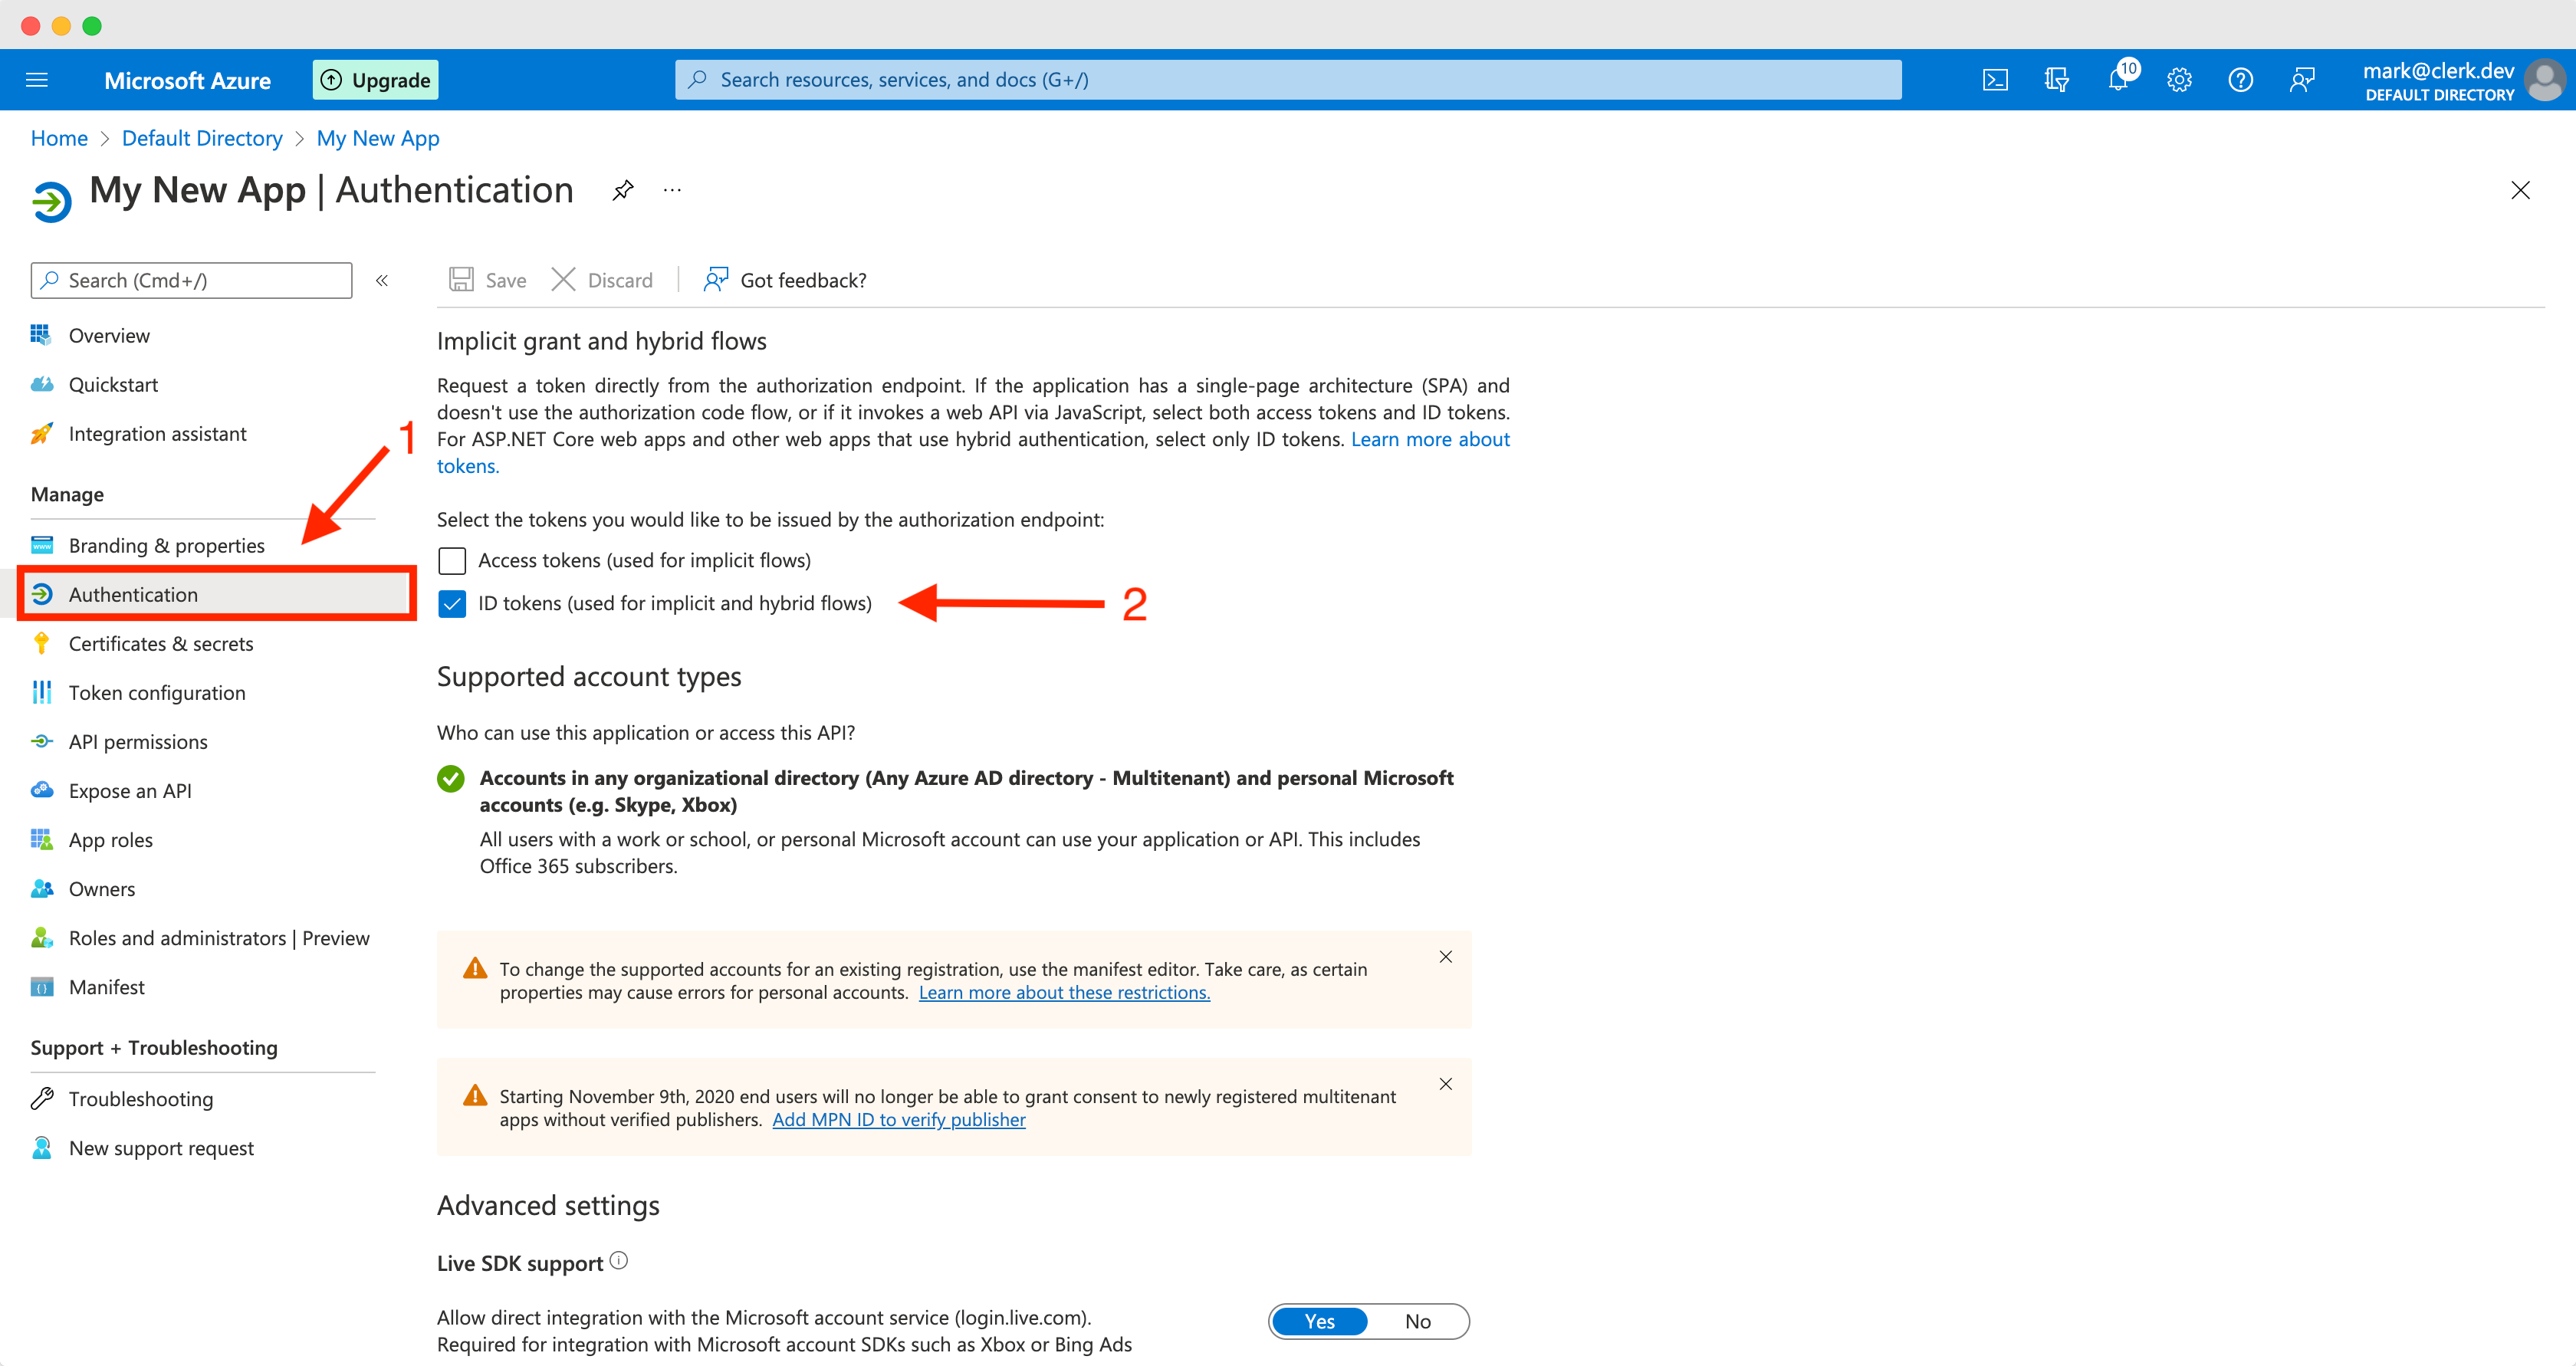 Microsoft Azure
Upgrade
Search resources, services, and docs (G+/)
10
mark@clerk.dev
DEFAULT DIRECTORY
Home > Default Directory > My New App
My New App | Authentication
Search (Cmd+/)
«
Save
Discard
Got feedback?
Overview
Quickstart
Integration assistant
Manage
Branding & properties
Authentication
Certificates & secrets
Token configuration
API permissions
Expose an API
App roles
Owners
Roles and administrators | Preview
Manifest
Support + Troubleshooting
Troubleshooting
New support request
1
Implicit grant and hybrid flows
Request a token directly from the authorization endpoint. If the application has a single-page architecture (SPA) and
doesn't use the authorization code flow, or if it invokes a web API via JavaScript, select both access tokens and ID tokens.
For ASP.NET Core web apps and other web apps that use hybrid authentication, select only ID tokens. Learn more about
tokens.
Select the tokens you would like to be issued by the authorization endpoint:
Access tokens (used for implicit flows)
ID tokens (used for implicit and hybrid flows)
2
Supported account types
Who can use this application or access this API?
Accounts in any organizational directory (Any Azure AD directory - Multitenant) and personal Microsoft
accounts (e.g. Skype, Xbox)
All users with a work or school, or personal Microsoft account can use your application or API. This includes
Office 365 subscribers.
To change the supported accounts for an existing registration, use the manifest editor. Take care, as certain
properties may cause errors for personal accounts. Learn more about these restrictions.
Starting November 9th, 2020 end users will no longer be able to grant consent to newly registered multitenant
apps without verified publishers. Add MPN ID to verify publisher
Advanced settings
Live SDK support
Allow direct integration with the Microsoft account service (login.live.com).
Required for integration with Microsoft account SDKs such as Xbox or Bing Ads
Yes
No